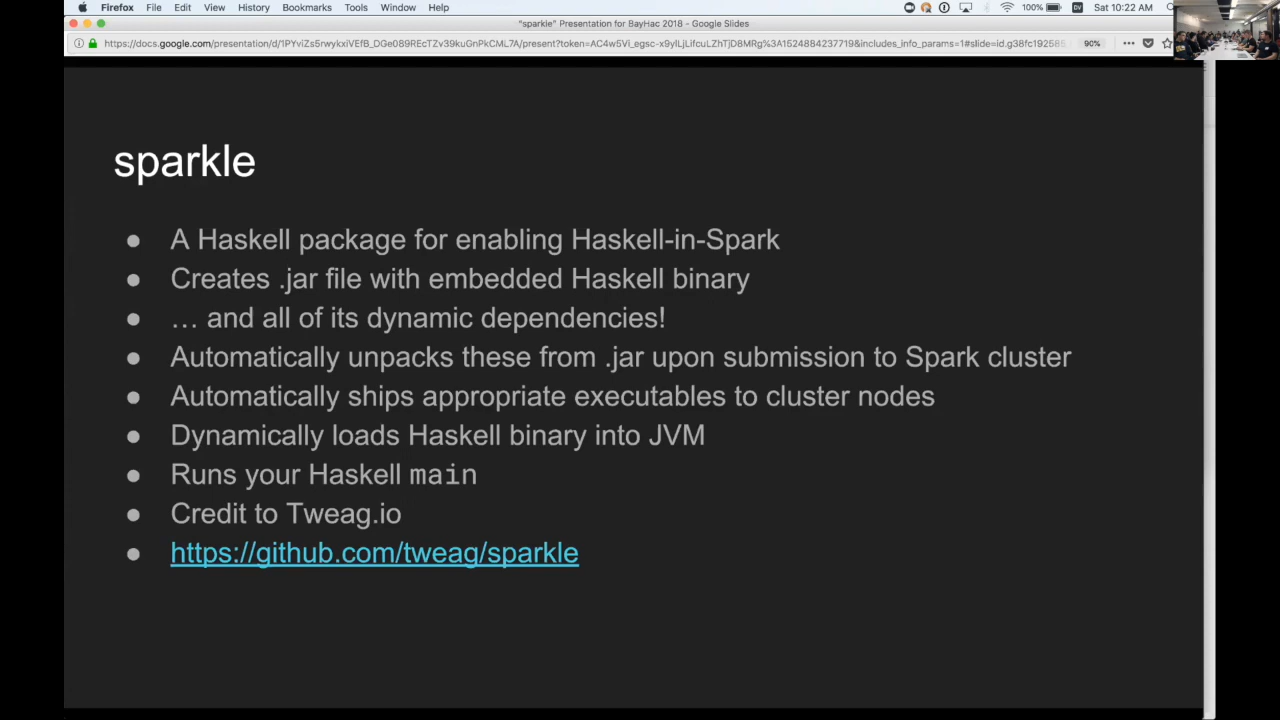 Firefox File Edit View History Bookmarks Tools Window Help 100% DV Sat 10:22 AM
"sparkle" Presentation for BayHac 2018 - Google Slides
90%
sparkle
● A Haskell package for enabling Haskell-in-Spark
● Creates .jar file with embedded Haskell binary
● … and all of its dynamic dependencies!
● Automatically unpacks these from .jar upon submission to Spark cluster
● Automatically ships appropriate executables to cluster nodes
● Dynamically loads Haskell binary into JVM
● Runs your Haskell main
● Credit to Tweag.io
● https://github.com/tweag/sparkle